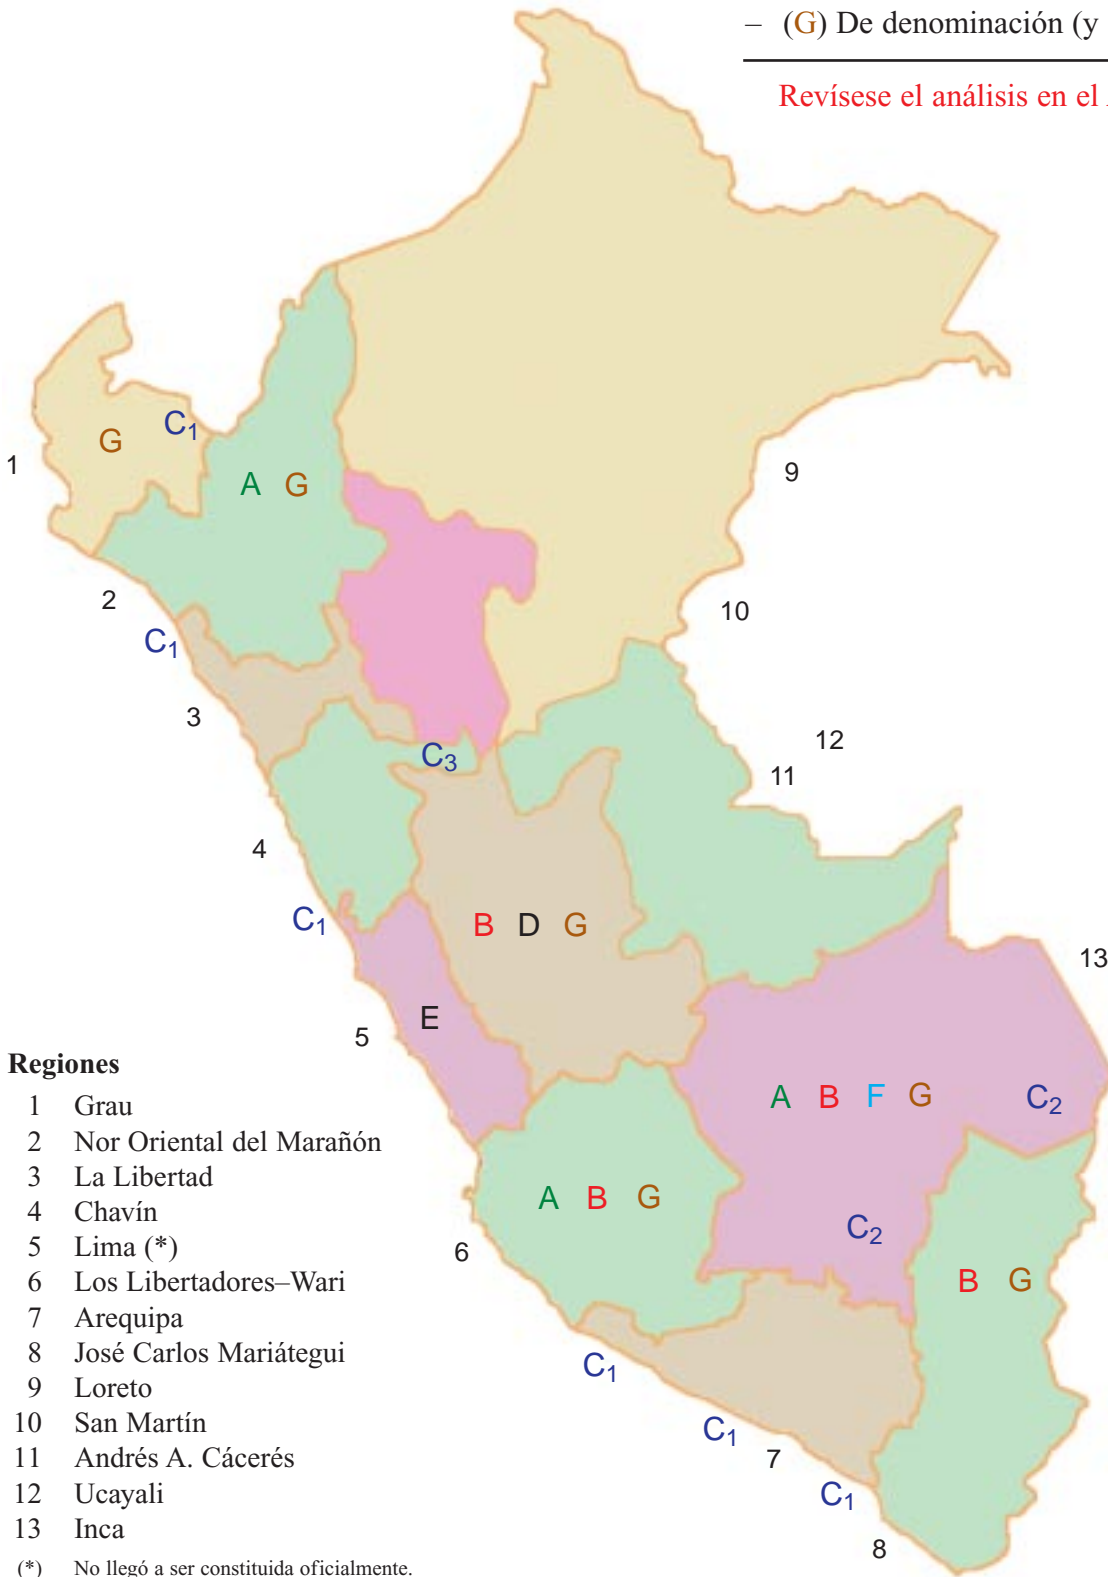 – (G) De denominación (y
Revísese el análisis en el
G C1
1
A G
9
2
10
C1
3
12
C3
11
4
C1
B D G
13
E
5
Regiones
1 Grau
2 Nor Oriental del Marañón
3 La Libertad
4 Chavín
5 Lima (*)
6 Los Libertadores–Wari
7 Arequipa
8 José Carlos Mariátegui
9 Loreto
10 San Martín
11 Andrés A. Cácerés
12 Ucayali
13 Inca
(*) No llegó a ser constituida oficialmente.
A B F G C2
A B G
C2
6
B G
C1
C1
7
C1
8